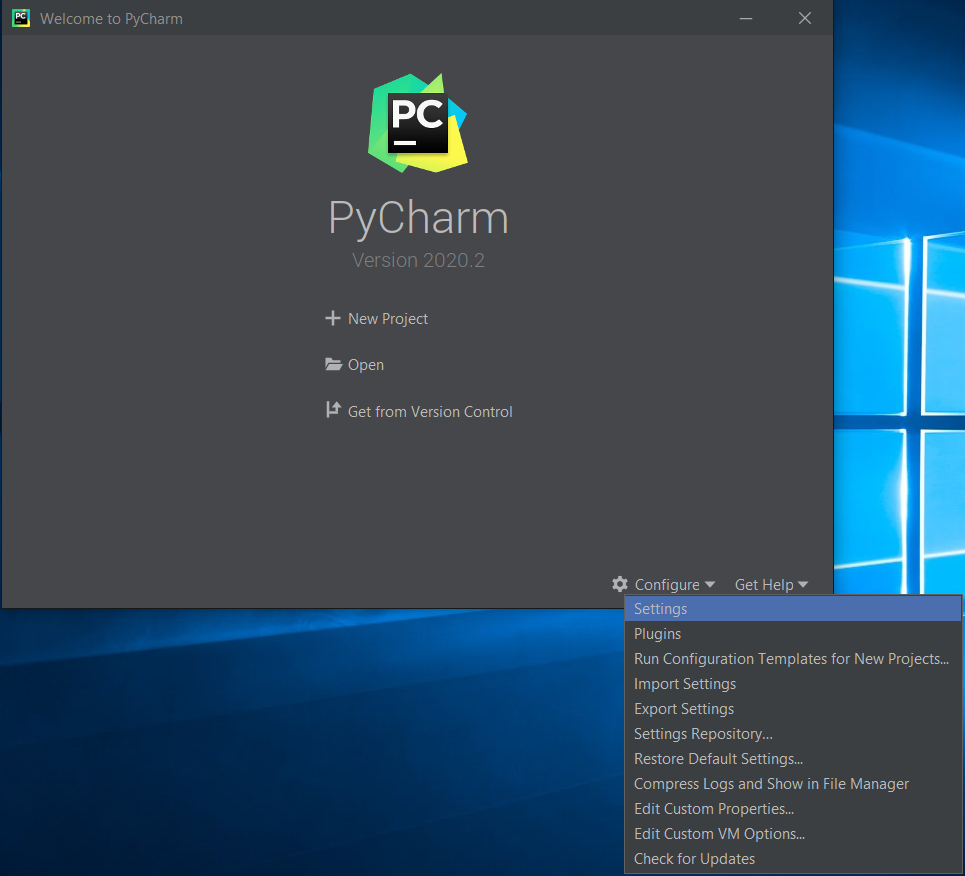 PC
Welcome to PyCharm
PC
PyCharm
Version 2020.2
New Project
Open
Get from Version Control
Configure
Get Help
Settings
Plugins
Run Configuration Templates for New Projects...
Import Settings
Export Settings
Settings Repository...
Restore Default Settings...
Compress Logs and Show in File Manager
Edit Custom Properties...
Edit Custom VM Options...
Check for Updates